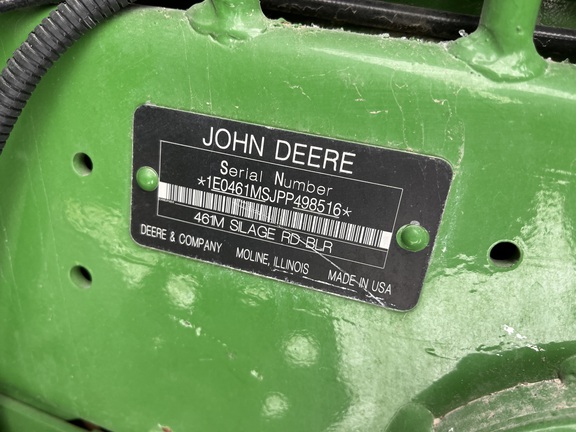 JOHN DEERE
Serial Number
*1E0461MSJPP498516*
461M SILAGE RD BLR
DEERE & COMPANY MOLINE, ILLINOIS MADE IN USA